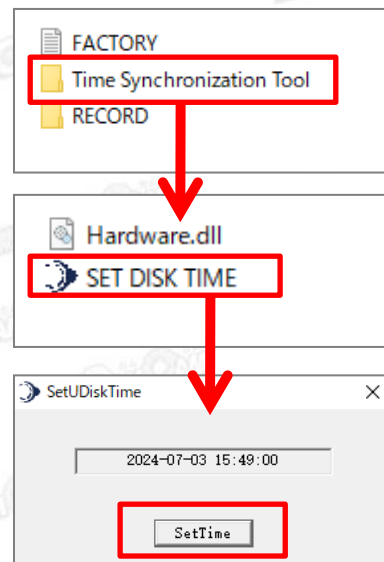 FACTORY
Time Synchronization Tool
RECORD
Hardware.dll
SET DISK TIME
SetUDiskTime
2024-07-03 15:49:00
SetTime